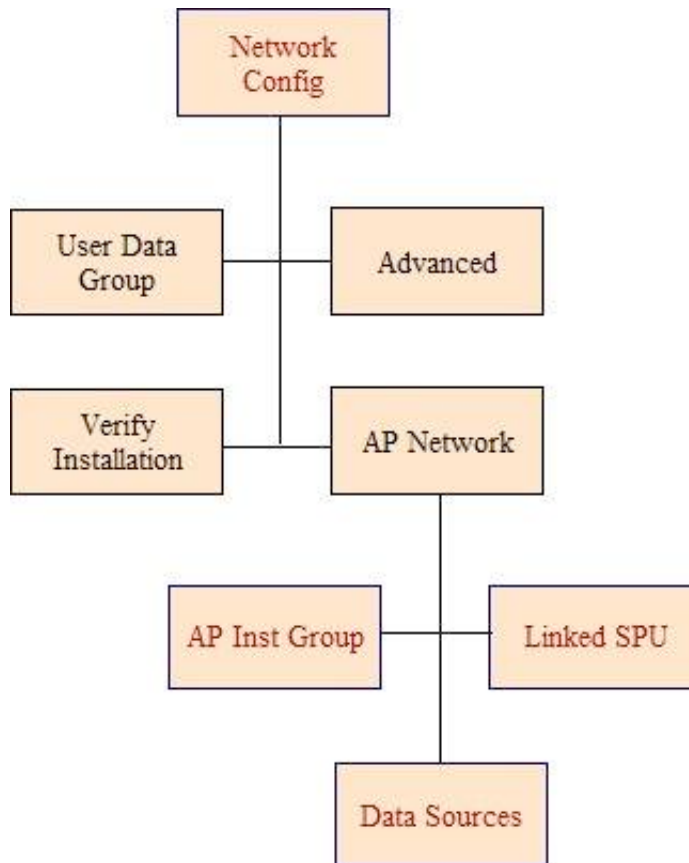 Network
Config
User Data
Group
Advanced
Verify
Installation
AP Network
AP Inst Group
Linked SPU
Data Sources